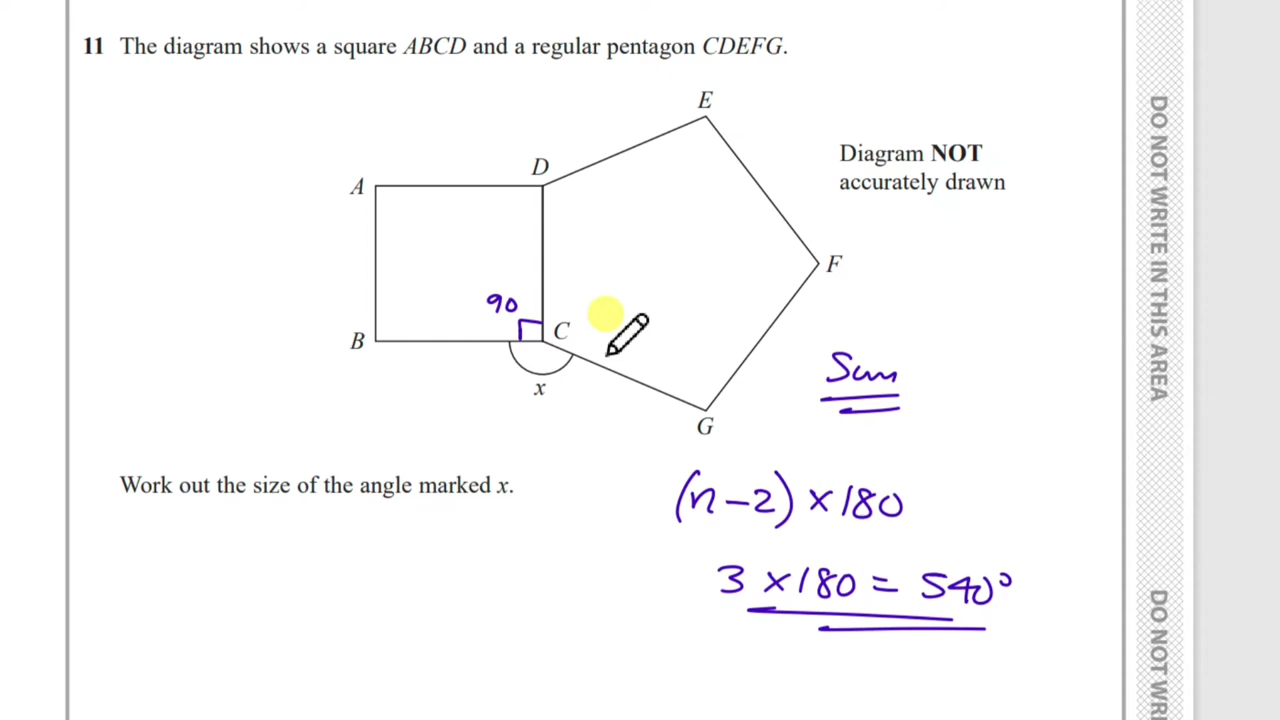 11 The diagram shows a square ABCD and a regular pentagon CDEFG.
E
D
A
Diagram NOT
accurately drawn
F
90
C
B
x
Sum
G
Work out the size of the angle marked x.
(n-2) × 180
3 × 180 = 540°
DO NOT WRITE IN THIS AREA
DO NOT WRI